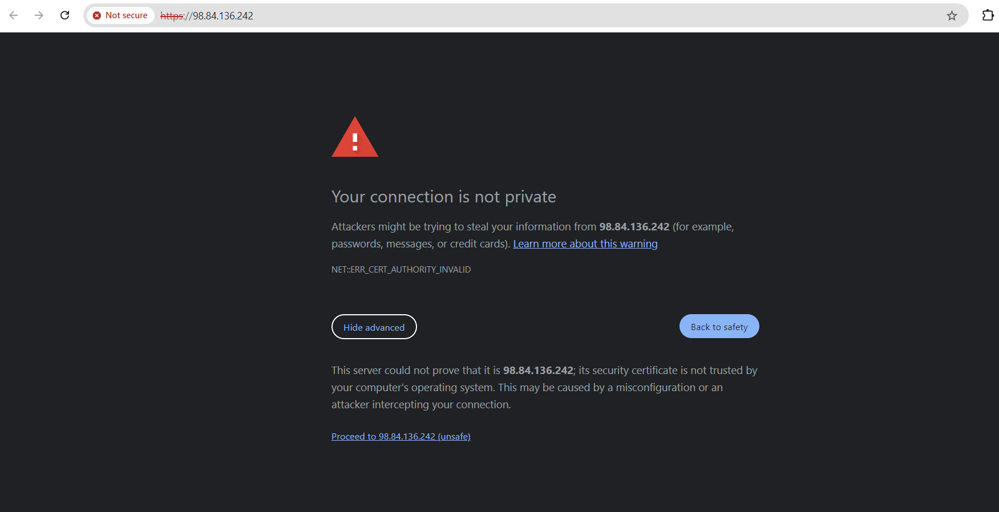 Not secure https://98.84.136.242
Your connection is not private
Attackers might be trying to steal your information from 98.84.136.242 (for example,
passwords, messages, or credit cards). Learn more about this warning
NET::ERR_CERT_AUTHORITY_INVALID
Hide advanced
Back to safety
This server could not prove that it is 98.84.136.242; its security certificate is not trusted by
your computer's operating system. This may be caused by a misconfiguration or an
attacker intercepting your connection.
Proceed to 98.84.136.242 (unsafe)